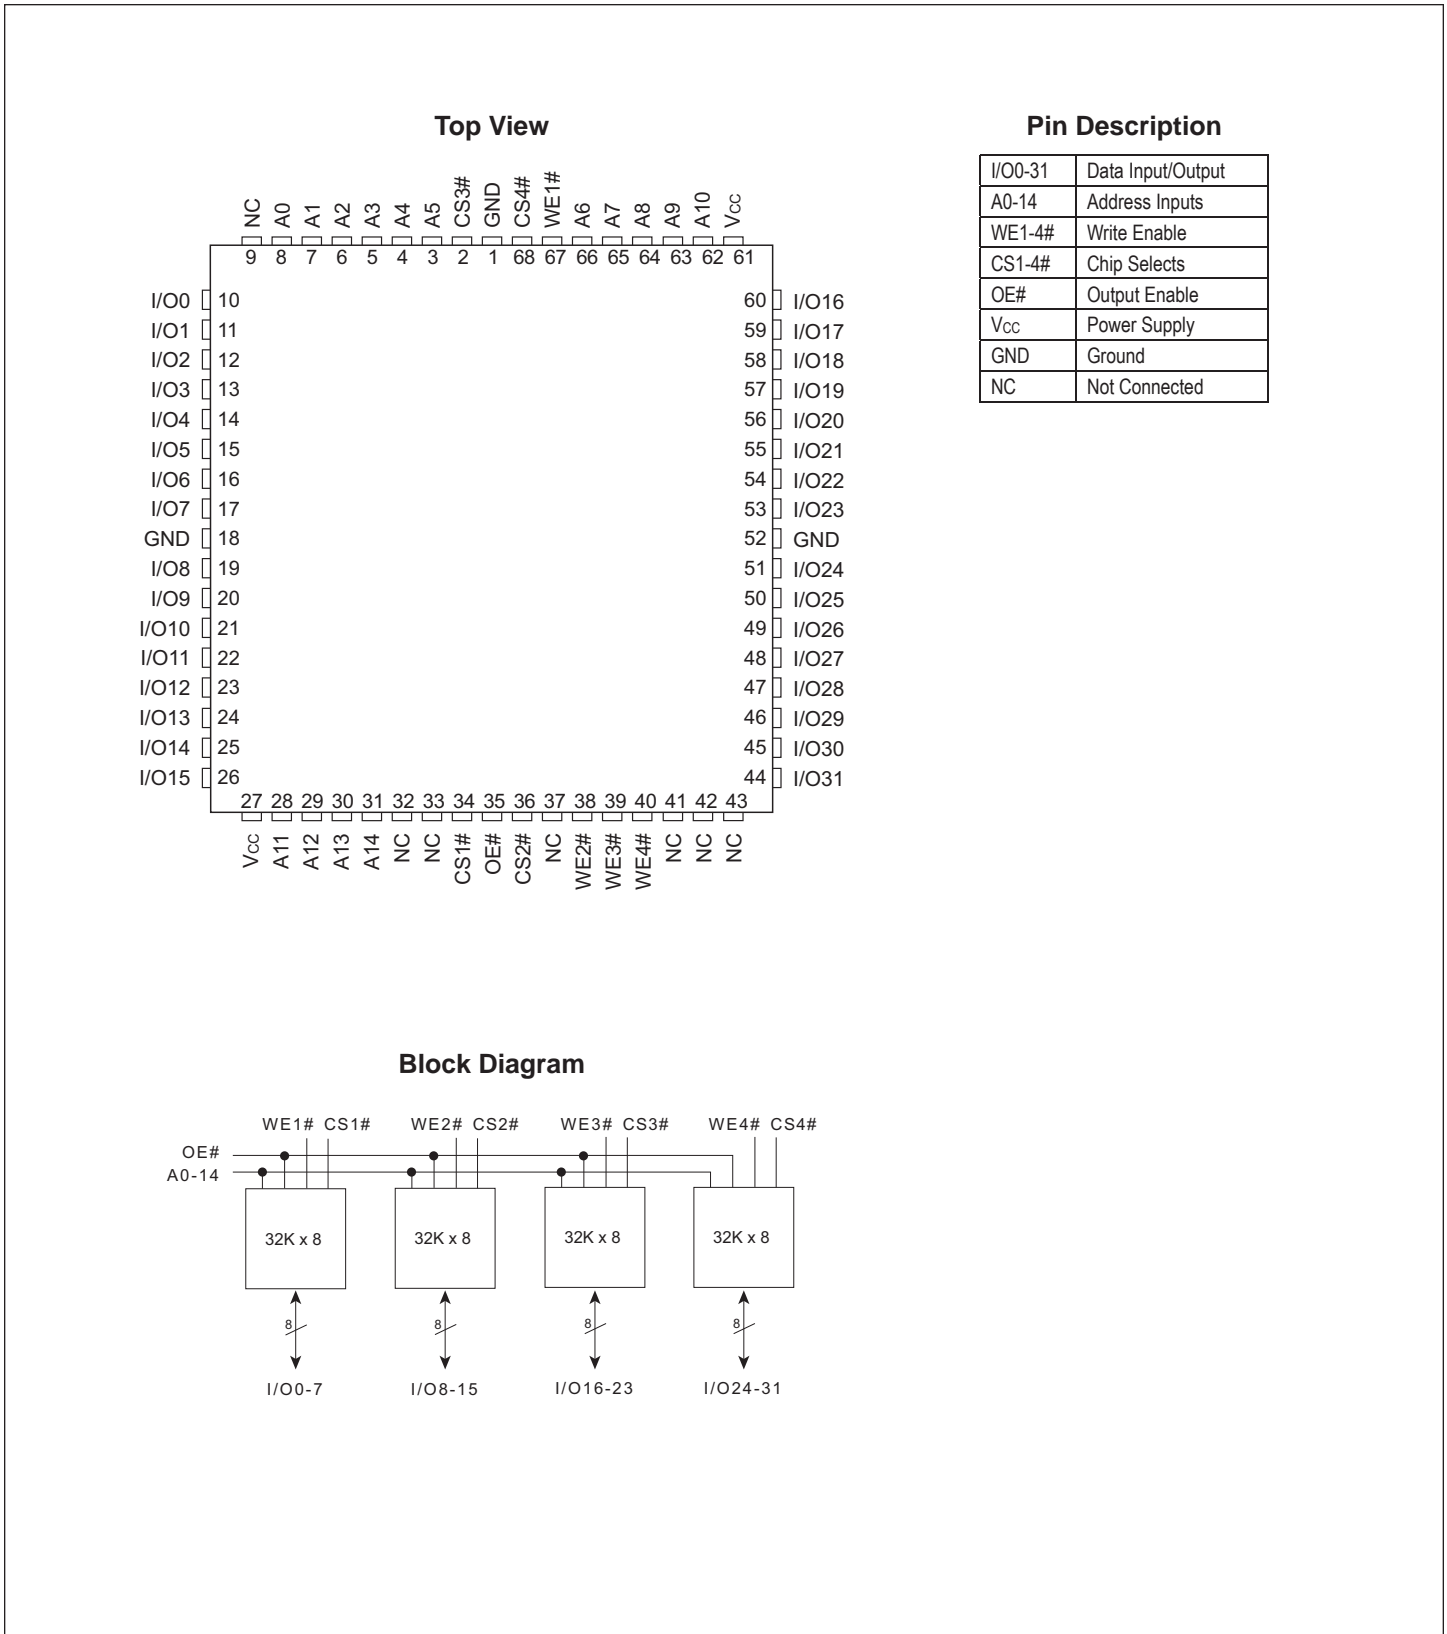 Top View
NC A0 A1 A2 A3 A4 A5 CS3# GND CS4# WE1# A6 A7 A8 A9 A10 VCC
9 8 7 6 5 4 3 2 1 68 67 66 65 64 63 62 61
I/O0 10 60 I/O16
I/O1 11 59 I/O17
I/O2 12 58 I/O18
I/O3 13 57 I/O19
I/O4 14 56 I/O20
I/O5 15 55 I/O21
I/O6 16 54 I/O22
I/O7 17 53 I/O23
GND 18 52 GND
I/O8 19 51 I/O24
I/O9 20 50 I/O25
I/O10 21 49 I/O26
I/O11 22 48 I/O27
I/O12 23 47 I/O28
I/O13 24 46 I/O29
I/O14 25 45 I/O30
I/O15 26 44 I/O31
27 28 29 30 31 32 33 34 35 36 37 38 39 40 41 42 43
VCC A11 A12 A13 A14 NC NC CS1# OE# CS2# NC WE2# WE3# WE4# NC NC NC
Pin Description
I/O0-31 Data Input/Output
A0-14 Address Inputs
WE1-4# Write Enable
CS1-4# Chip Selects
OE# Output Enable
VCC Power Supply
GND Ground
NC Not Connected
Block Diagram
WE1# CS1# WE2# CS2# WE3# CS3# WE4# CS4#
OE#
A0-14
32K x 8 32K x 8 32K x 8 32K x 8
8 8 8 8
I/O0-7 I/O8-15 I/O16-23 I/O24-31